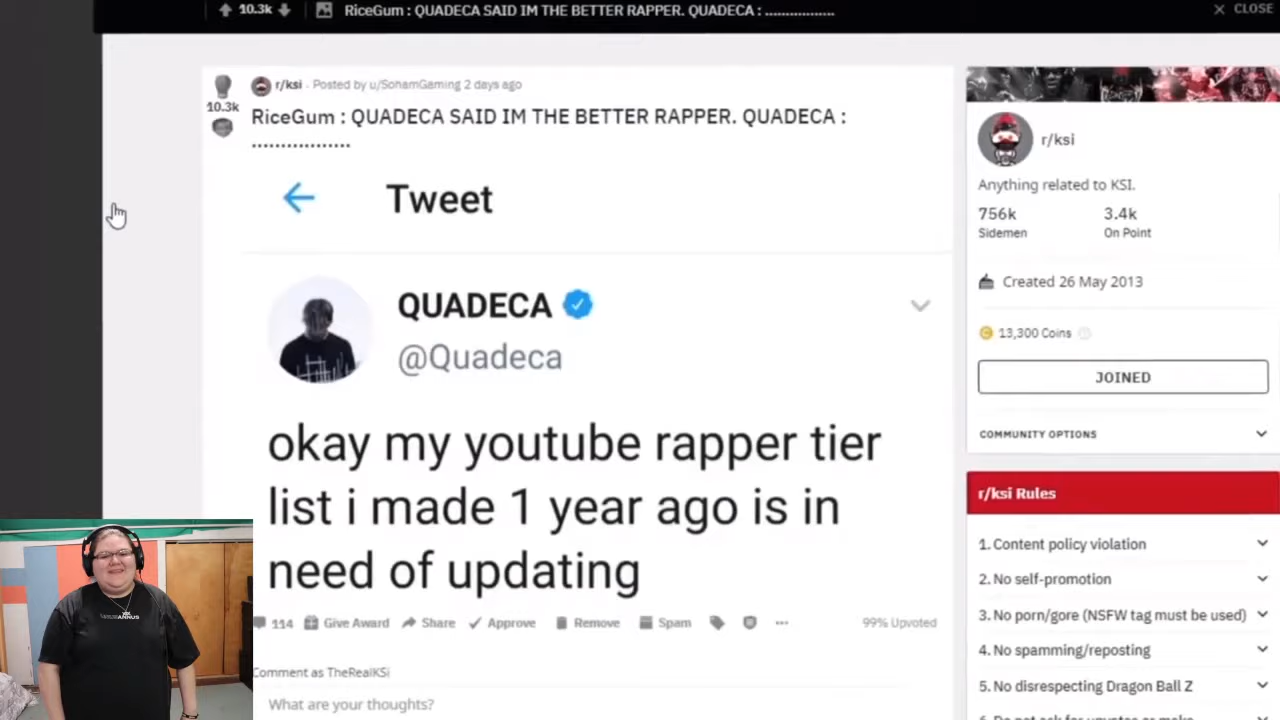 10.3k
RiceGum : QUADECA SAID IM THE BETTER RAPPER. QUADECA : .................
CLOSE
r/ksi · Posted by u/SohamGaming 2 days ago
10.3k
RiceGum : QUADECA SAID IM THE BETTER RAPPER. QUADECA :
.................
Tweet
QUADECA
@Quadeca
okay my youtube rapper tier
list i made 1 year ago is in
need of updating
114 Give Award Share Approve Remove Spam ... 99% Upvoted
Comment as TheRealKSi
What are your thoughts?
r/ksi
Anything related to KSI.
756k 3.4k
Sidemen On Point
Created 26 May 2013
13,300 Coins
JOINED
COMMUNITY OPTIONS
r/ksi Rules
1. Content policy violation
2. No self-promotion
3. No porn/gore (NSFW tag must be used)
4. No spamming/reposting
5. No disrespecting Dragon Ball Z